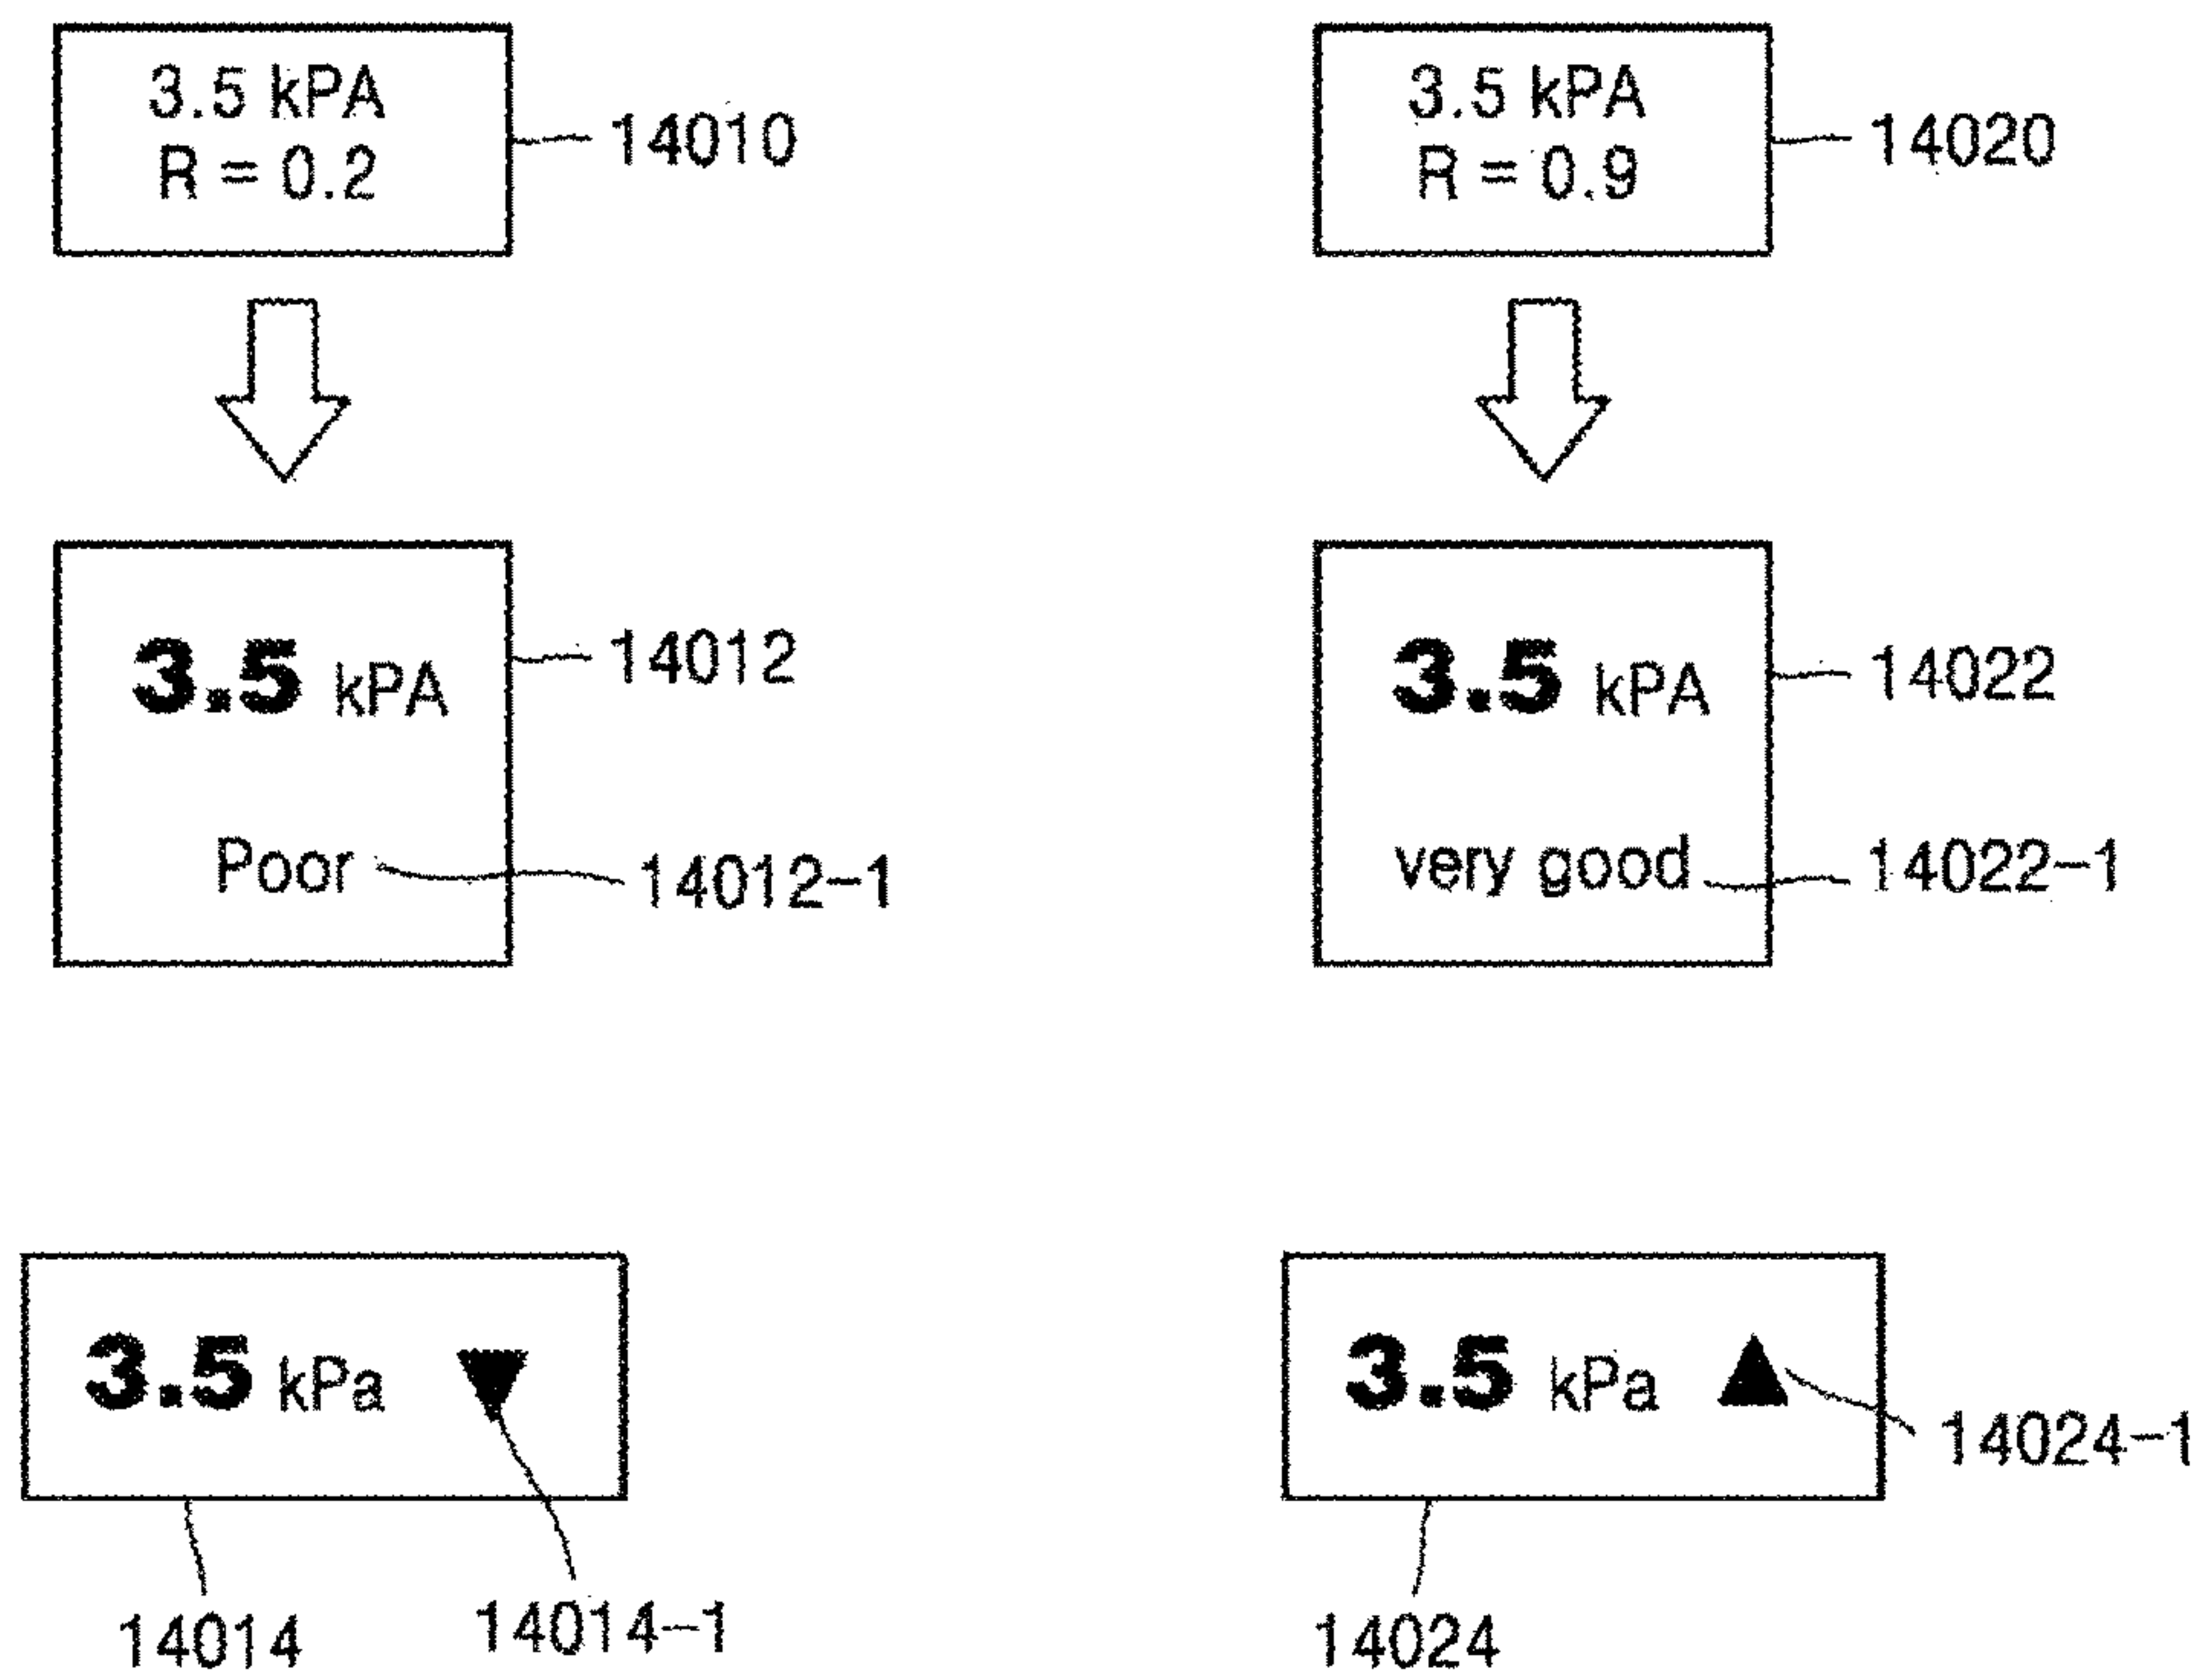 3.5 kPA
R = 0.2
14010
3.5 kPA
14012
Poor
14012-1
3.5 kPa
14014
14014-1
3.5 kPA
R = 0.9
14020
3.5 kPA
14022
very good
14022-1
3.5 kPa
14024-1
14024